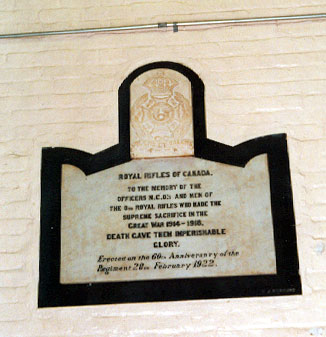 ROYAL RIFLES OF CANADA.
TO THE MEMORY OF THE
OFFICERS N.C.O.s AND MEN OF
THE 8TH ROYAL RIFLES WHO MADE THE
SUPREME SACRIFICE IN THE
GREAT WAR 1914-1918.
DEATH GAVE THEM IMPERISHABLE
GLORY.
Erected on the 60th Anniversary of the
Regiment 28TH February 1922.